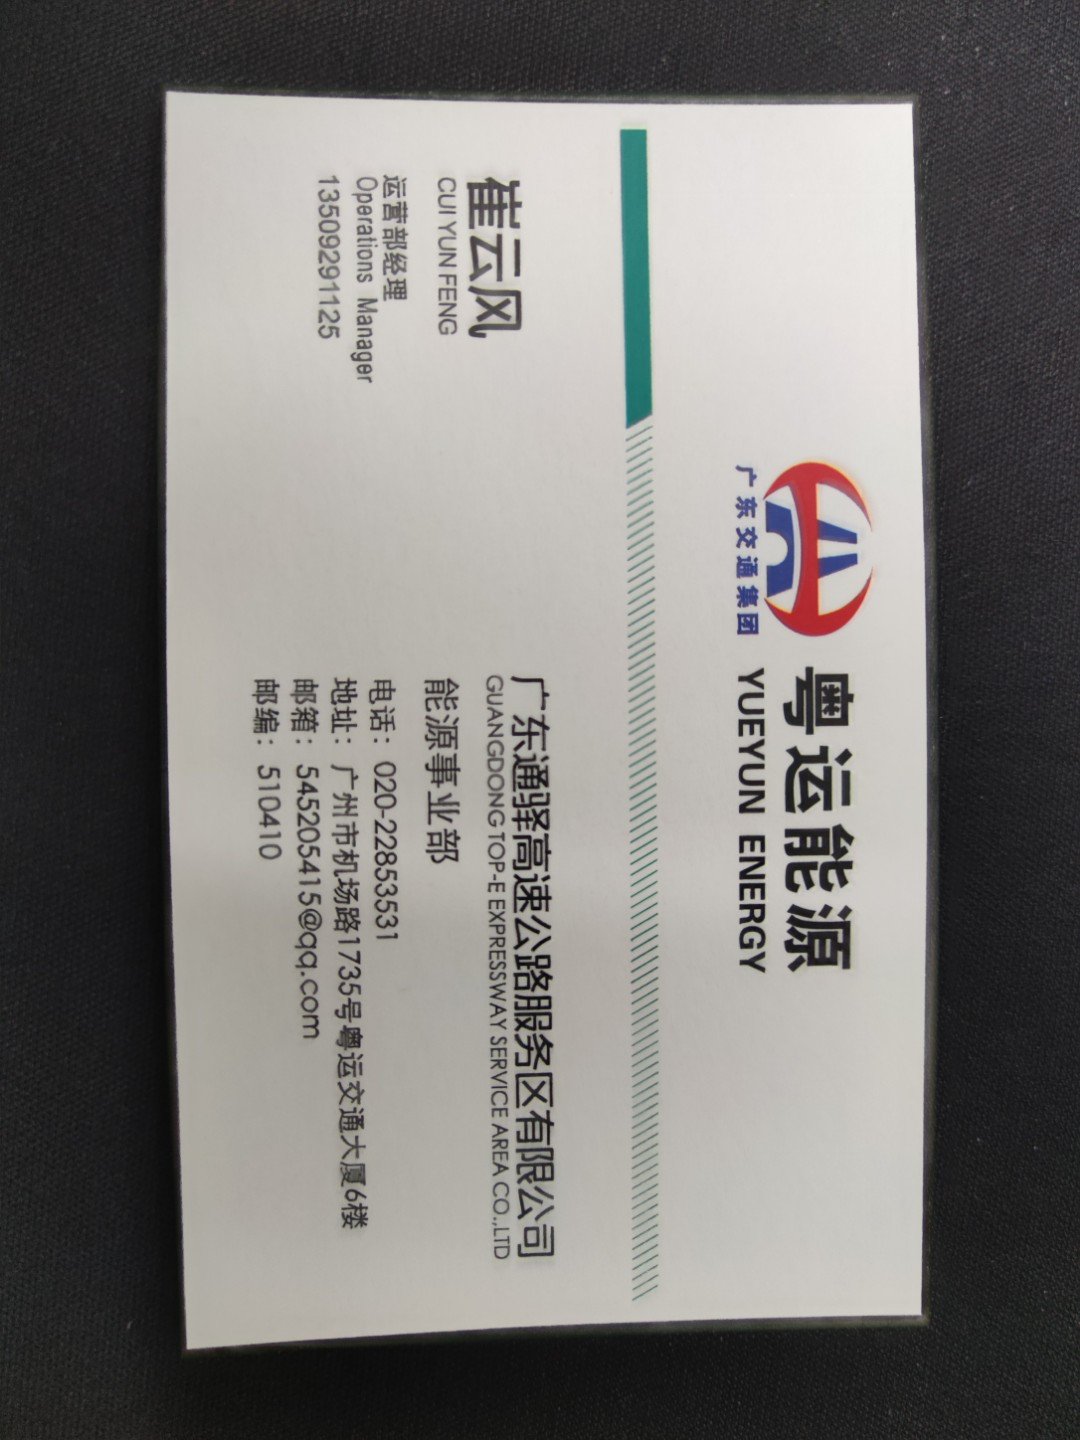 广东交通集团
粤运能源
YUEYUN ENERGY
崔云风
CUI YUN FENG
运营部经理
Operations Manager
13509291125
广东通驿高速公路服务区有限公司
GUANGDONG TOP-E EXPRESSWAY SERVICE AREA CO.,LTD
能源事业部
电话：020-22853531
地址：广州市机场路1735号粤运交通大厦6楼
邮箱：545205415@qq.com
邮编：510410